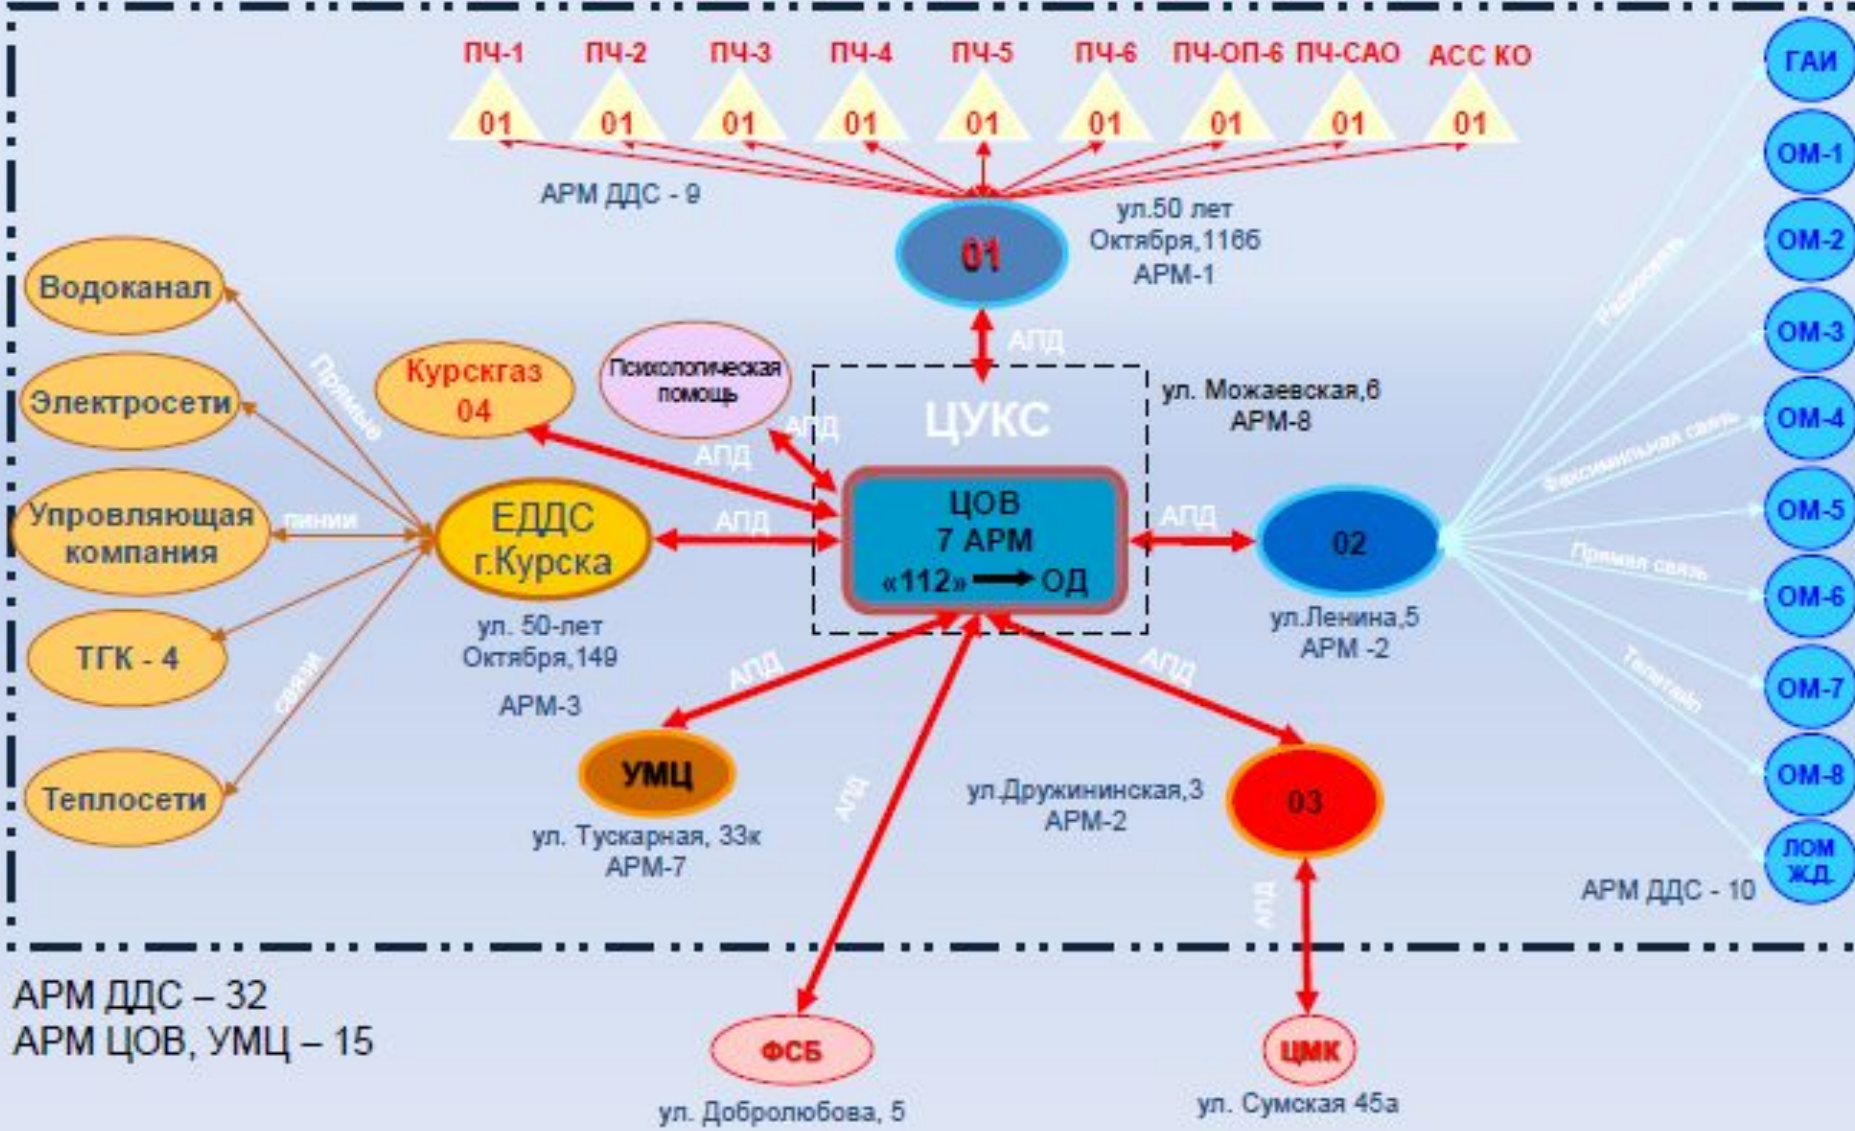 ПЧ-1 ПЧ-2 ПЧ-3 ПЧ-4 ПЧ-5 ПЧ-6 ПЧ-ОП-6 ПЧ-САО АСС КО
01 01 01 01 01 01 01 01 01
АРМ ДДС - 9
01
ул.50 лет
Октября,116б
АРМ-1
АПД
Водоканал
Электросети
Упровляющая
компания
ТГК - 4
Теплосети
Прямые
линии
связи
Курскгаз
04
АПД
Психологическая
помощь
АПД
ЕДДС
г.Курска
АПД
ул. 50-лет
Октября,149
АРМ-3
ЦУКС
ул. Можаевская,6
АРМ-8
ЦОВ
7 АРМ
«112» ОД
АПД
02
ул.Ленина,5
АРМ -2
Радиосеть
Факсимильная связь
Прямая связь
Телетайп
ГАИ
ОМ-1
ОМ-2
ОМ-3
ОМ-4
ОМ-5
ОМ-6
ОМ-7
ОМ-8
ЛОМ
Ж.Д.
АРМ ДДС - 10
АПД
УМЦ
ул. Тускарная, 33к
АРМ-7
АПД
АПД
ул.Дружининская,3
АРМ-2
03
АПД
ФСБ
ул. Добролюбова, 5
ЦМК
ул. Сумская 45а
АРМ ДДС – 32
АРМ ЦОВ, УМЦ – 15